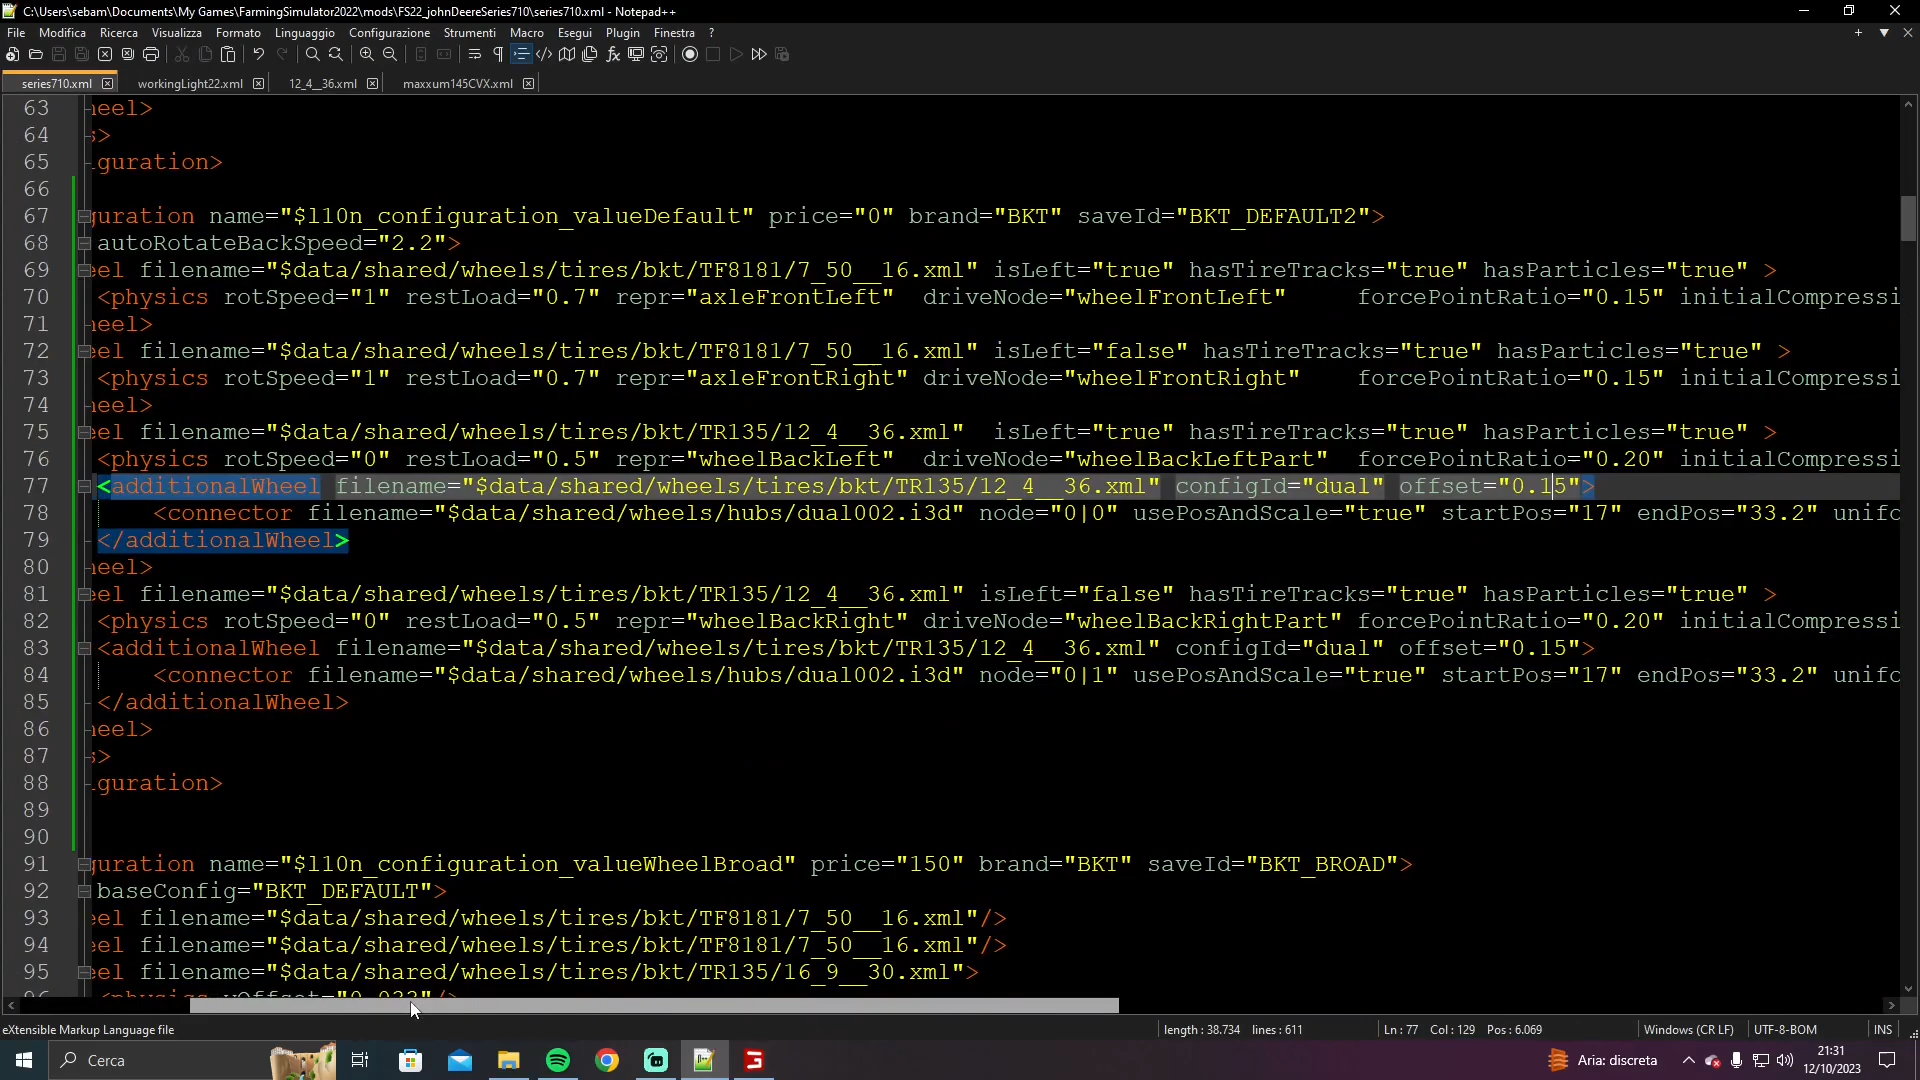 C:\Users\sebam\Documents\My Games\FarmingSimulator2022\mods\FS22_johnDeereSeries710\series710.xml - Notepad++
File Modifica Ricerca Visualizza Formato Linguaggio Configurazione Strumenti Macro Esegui Plugin Finestra ?
series710.xml workingLight22.xml 12_4__36.xml maxxum145CVX.xml
63 heel>
64 s>
65 iguration>
66
67 guration name="$l10n_configuration_valueDefault" price="0" brand="BKT" saveId="BKT_DEFAULT2">
68 autoRotateBackSpeed="2.2">
69 eel filename="$data/shared/wheels/tires/bkt/TF8181/7_50__16.xml" isLeft="true" hasTireTracks="true" hasParticles="true" >
70 <physics rotSpeed="1" restLoad="0.7" repr="axleFrontLeft"  driveNode="wheelFrontLeft"     forcePointRatio="0.15" initialCompressi
71 heel>
72 eel filename="$data/shared/wheels/tires/bkt/TF8181/7_50__16.xml" isLeft="false" hasTireTracks="true" hasParticles="true" >
73 <physics rotSpeed="1" restLoad="0.7" repr="axleFrontRight" driveNode="wheelFrontRight"    forcePointRatio="0.15" initialCompressi
74 heel>
75 eel filename="$data/shared/wheels/tires/bkt/TR135/12_4__36.xml"  isLeft="true" hasTireTracks="true" hasParticles="true" >
76 <physics rotSpeed="0" restLoad="0.5" repr="wheelBackLeft"  driveNode="wheelBackLeftPart"  forcePointRatio="0.20" initialCompressi
77 <additionalWheel filename="$data/shared/wheels/tires/bkt/TR135/12_4__36.xml" configId="dual" offset="0.15">
78 <connector filename="$data/shared/wheels/hubs/dual002.i3d" node="0|0" usePosAndScale="true" startPos="17" endPos="33.2" unifo
79 </additionalWheel>
80 heel>
81 eel filename="$data/shared/wheels/tires/bkt/TR135/12_4__36.xml" isLeft="false" hasTireTracks="true" hasParticles="true" >
82 <physics rotSpeed="0" restLoad="0.5" repr="wheelBackRight" driveNode="wheelBackRightPart" forcePointRatio="0.20" initialCompressi
83 <additionalWheel filename="$data/shared/wheels/tires/bkt/TR135/12_4__36.xml" configId="dual" offset="0.15">
84 <connector filename="$data/shared/wheels/hubs/dual002.i3d" node="0|1" usePosAndScale="true" startPos="17" endPos="33.2" unifo
85 </additionalWheel>
86 heel>
87 s>
88 iguration>
89
90
91 guration name="$l10n_configuration_valueWheelBroad" price="150" brand="BKT" saveId="BKT_BROAD">
92 baseConfig="BKT_DEFAULT">
93 eel filename="$data/shared/wheels/tires/bkt/TF8181/7_50__16.xml"/>
94 eel filename="$data/shared/wheels/tires/bkt/TF8181/7_50__16.xml"/>
95 eel filename="$data/shared/wheels/tires/bkt/TR135/16_9__30.xml">
96 <physics yOffset="0.033"/>
eXtensible Markup Language file length : 38.734 lines : 611 Ln : 77 Col : 129 Pos : 6.069 Windows (CR LF) UTF-8-BOM INS
Cerca Aria: discreta 21:31
12/10/2023